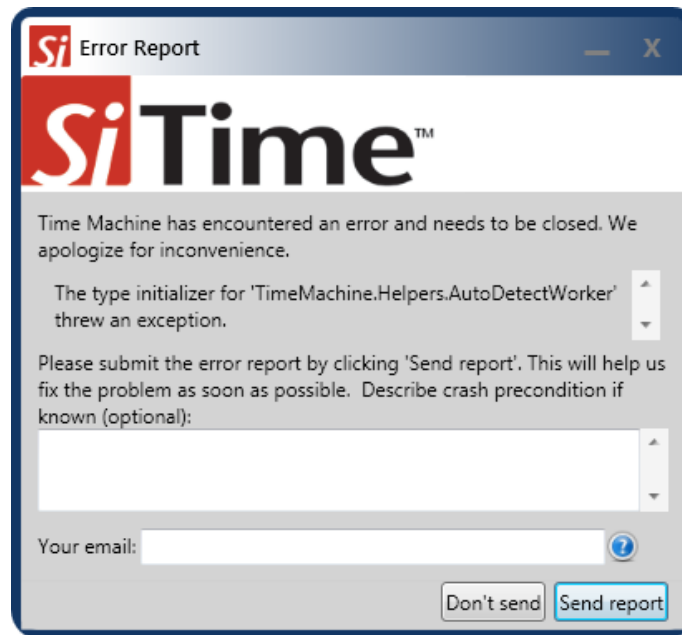 Si Error Report
SiTime™
Time Machine has encountered an error and needs to be closed. We
apologize for inconvenience.
The type initializer for 'TimeMachine.Helpers.AutoDetectWorker'
threw an exception.
Please submit the error report by clicking 'Send report'. This will help us
fix the problem as soon as possible.  Describe crash precondition if
known (optional):
Your email:
Don't send Send report